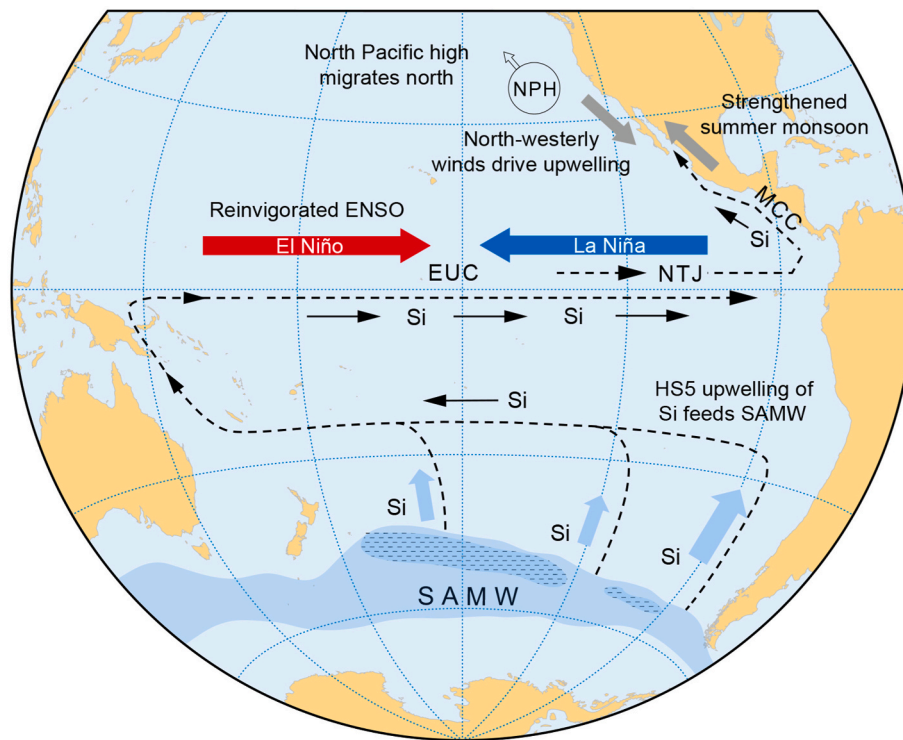 North Pacific high
migrates north
NPH
Strengthened
summer monsoon
North-westerly
winds drive upwelling
MCC
Si
Reinvigorated ENSO
El Niño
La Niña
EUC
NTJ
Si
Si
Si
HS5 upwelling of
Si feeds SAMW
Si
Si
Si
SAMW